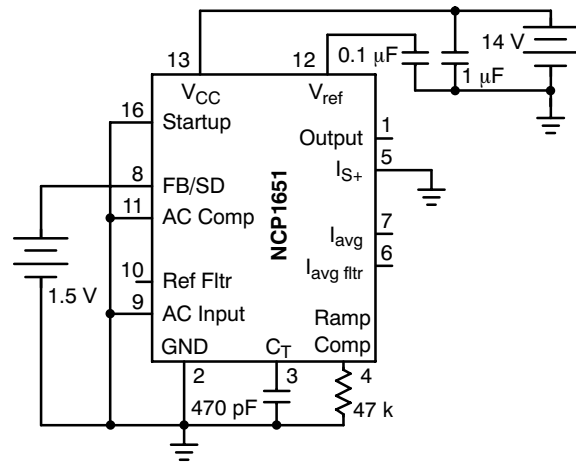 13
12
0.1 μF
14 V
1 μF
VCC
Vref
16
Startup
Output
1
5
IS+
8
FB/SD
11
AC Comp
NCP1651
7
Iavg
6
Iavg fltr
10
Ref Fltr
1.5 V
9
AC Input
Ramp
Comp
GND
CT
2
3
4
470 pF
47 k